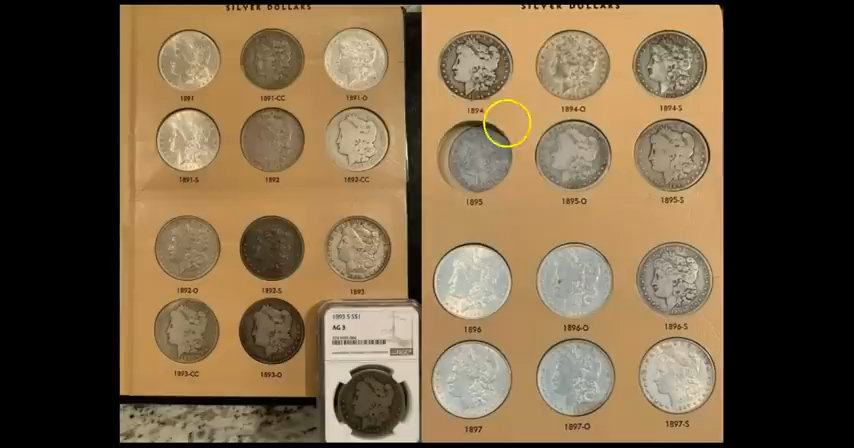 SILVER DOLLARS
1891
1891-CC
1891-O
1891-S
1892
1892-CC
1892-O
1892-S
1893
1893-CC
1893-O
1893 S S$1
AG 3
NGC
SILVER DOLLARS
1894
1894-O
1894-S
1895
1895-O
1895-S
1896
1896-O
1896-S
1897
1897-O
1897-S